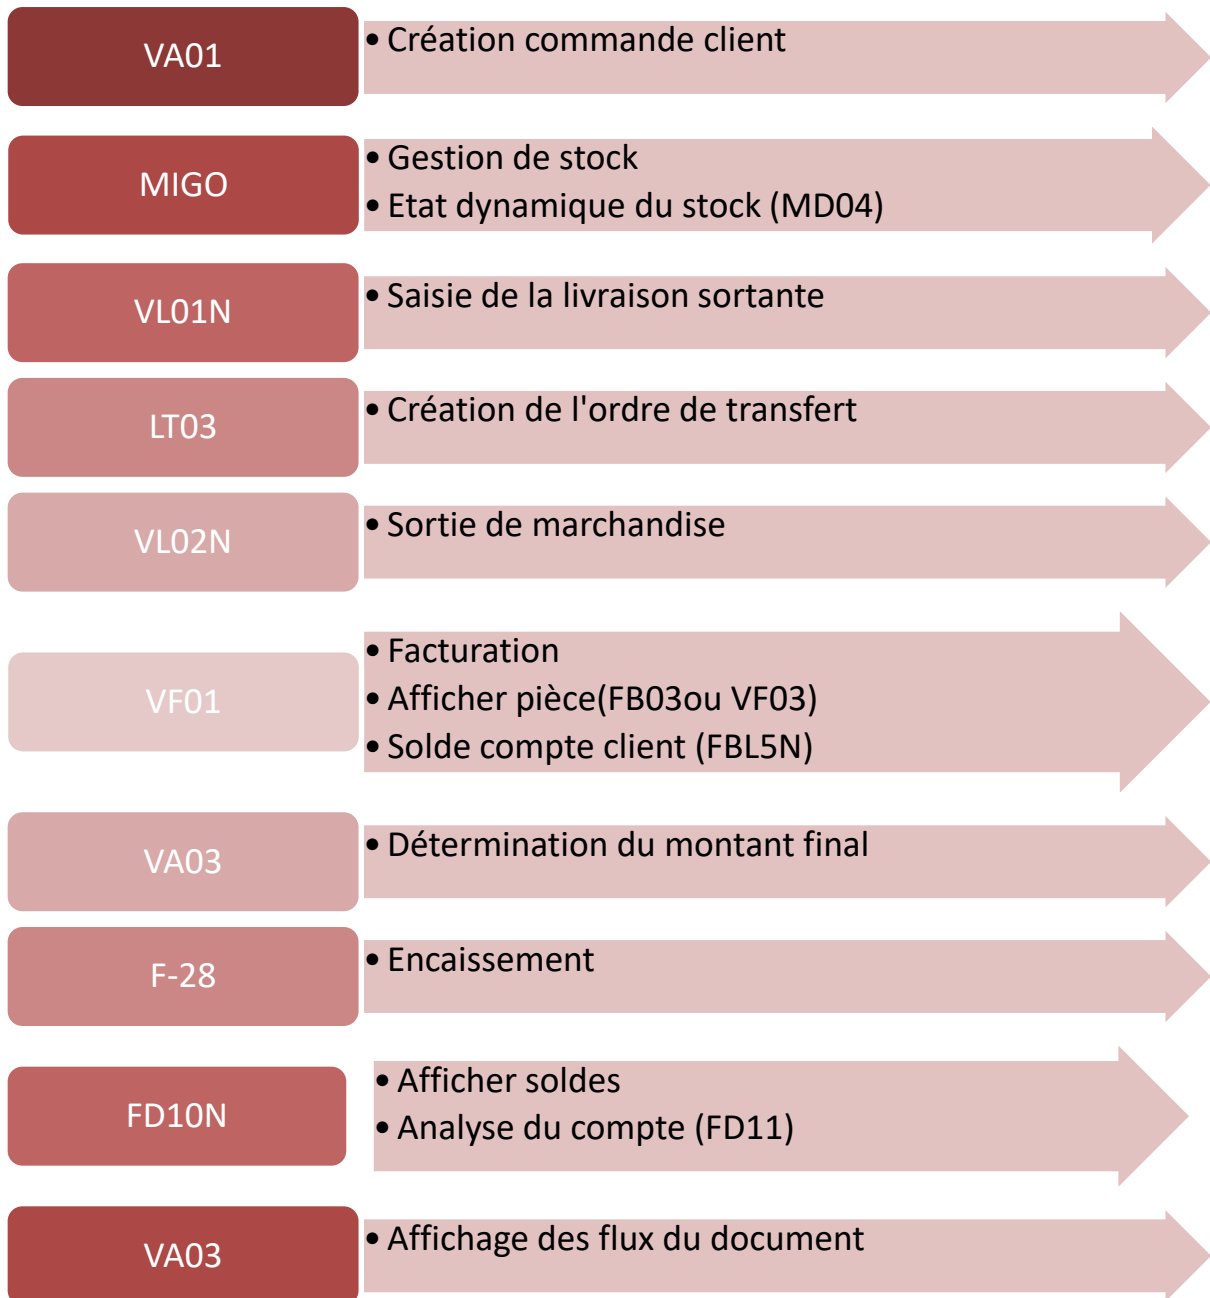 VA01
• Création commande client
MIGO
• Gestion de stock
• Etat dynamique du stock (MD04)
VL01N
• Saisie de la livraison sortante
LT03
• Création de l'ordre de transfert
VL02N
• Sortie de marchandise
VF01
• Facturation
• Afficher pièce(FB03ou VF03)
• Solde compte client (FBL5N)
VA03
• Détermination du montant final
F-28
• Encaissement
FD10N
• Afficher soldes
• Analyse du compte (FD11)
VA03
• Affichage des flux du document